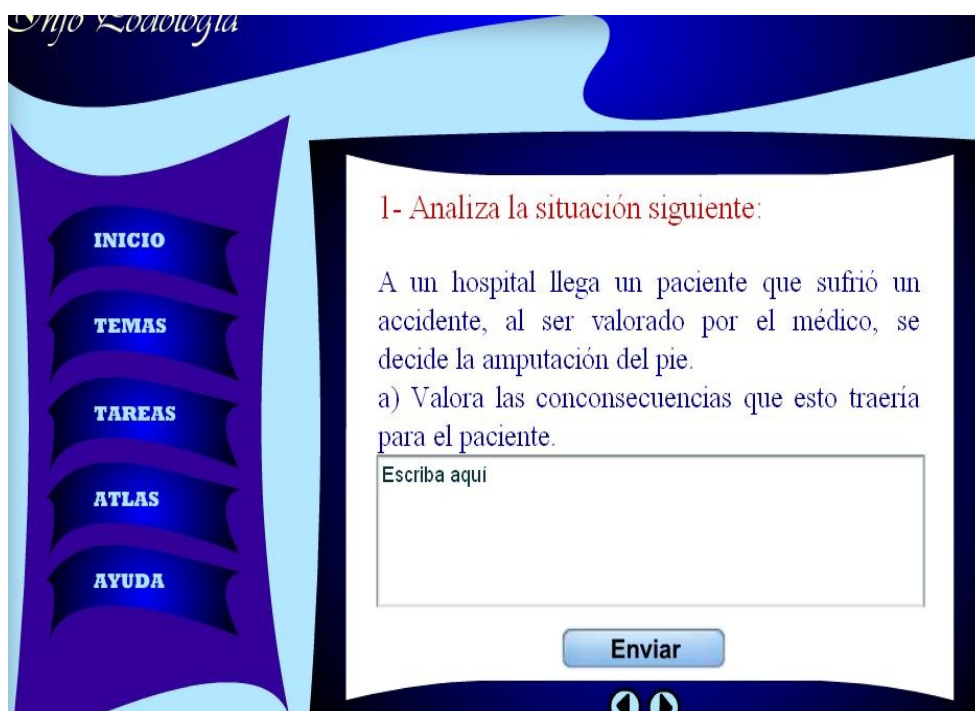 Info Podología
INICIO
TEMAS
TAREAS
ATLAS
AYUDA
1- Analiza la situación siguiente:
A un hospital llega un paciente que sufrió un
accidente, al ser valorado por el médico, se
decide la amputación del pie.
a) Valora las conconsecuencias que esto traería
para el paciente.
Escriba aquí
Enviar